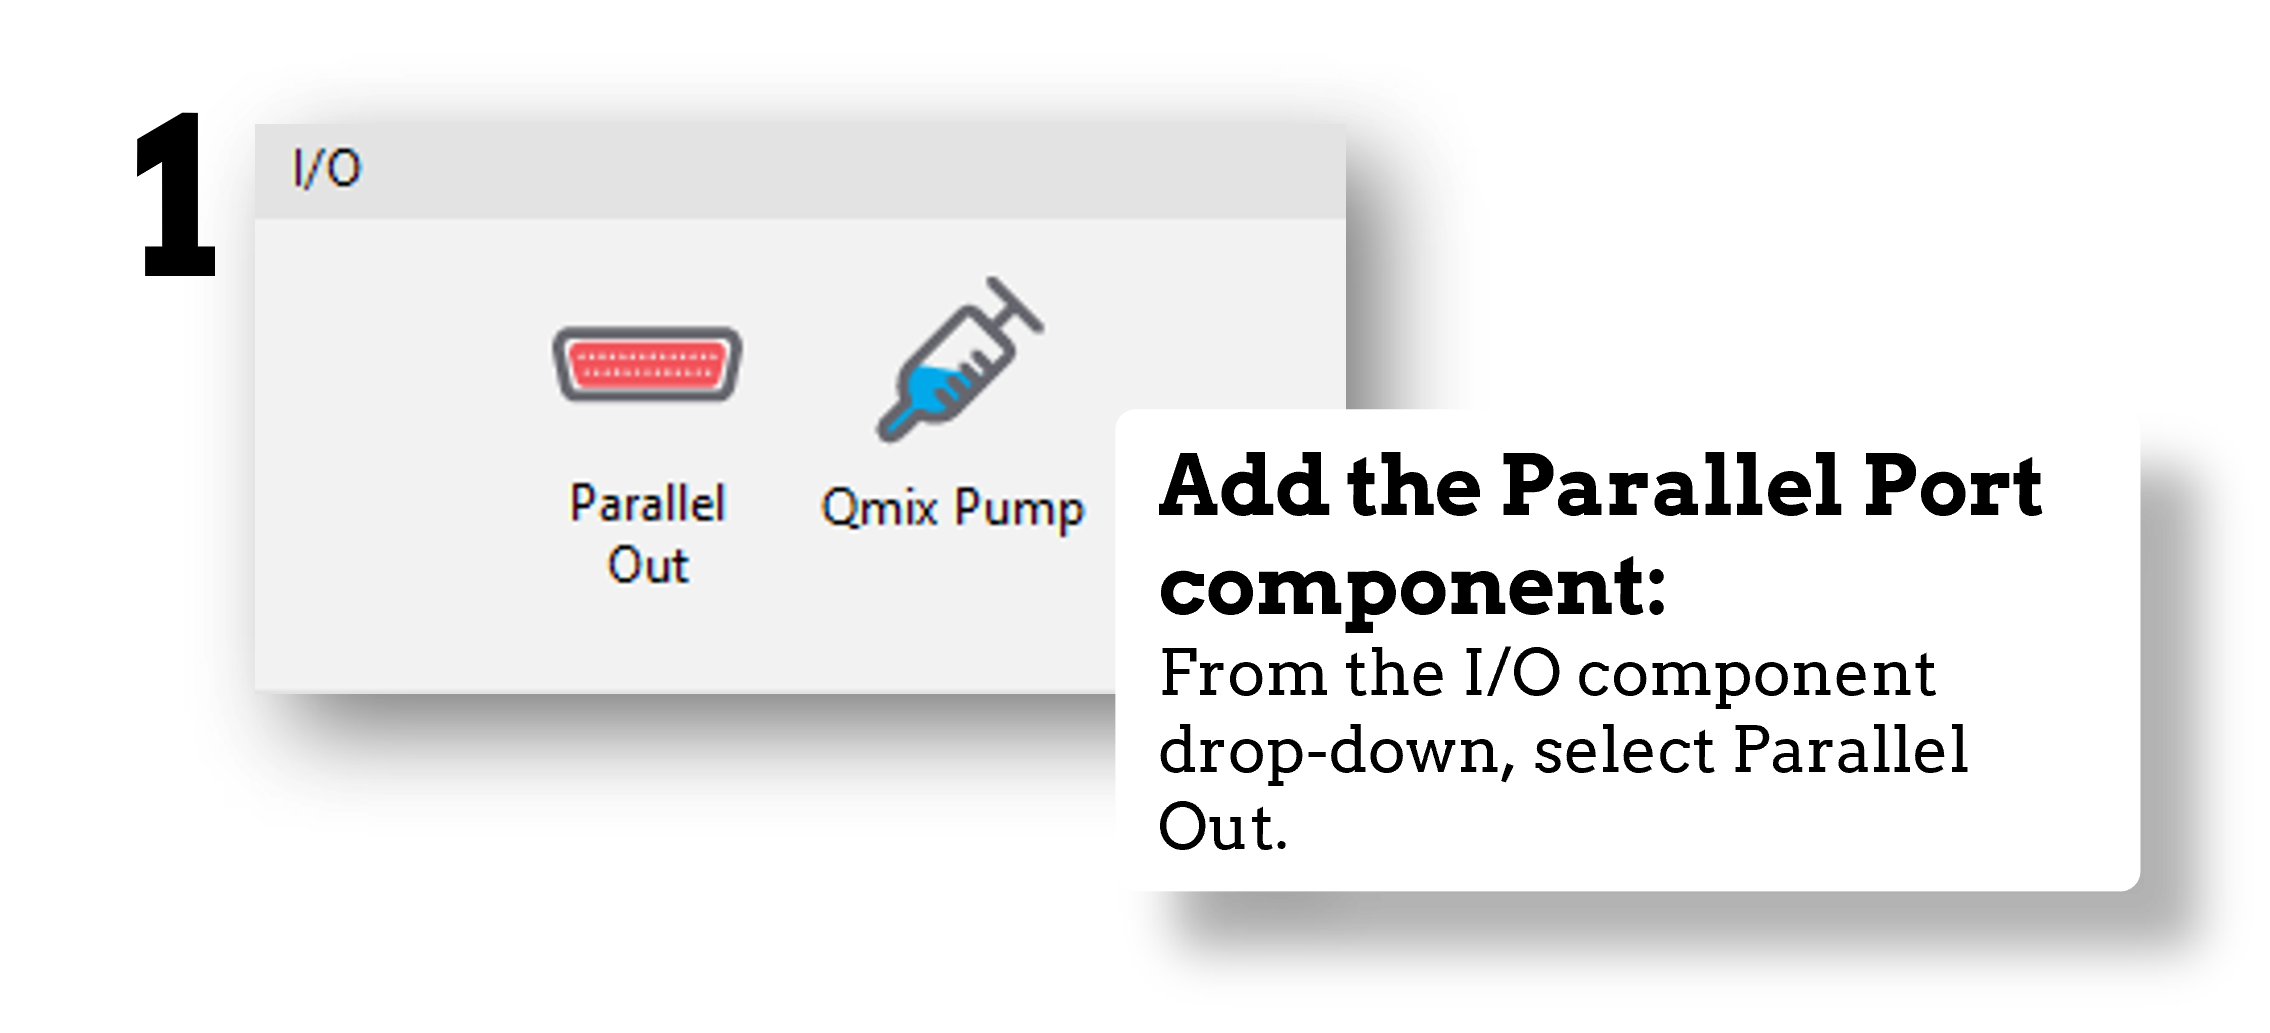 1
I/O
Parallel
Out
Qmix Pump
Add the Parallel Port
component:
From the I/O component
drop-down, select Parallel
Out.